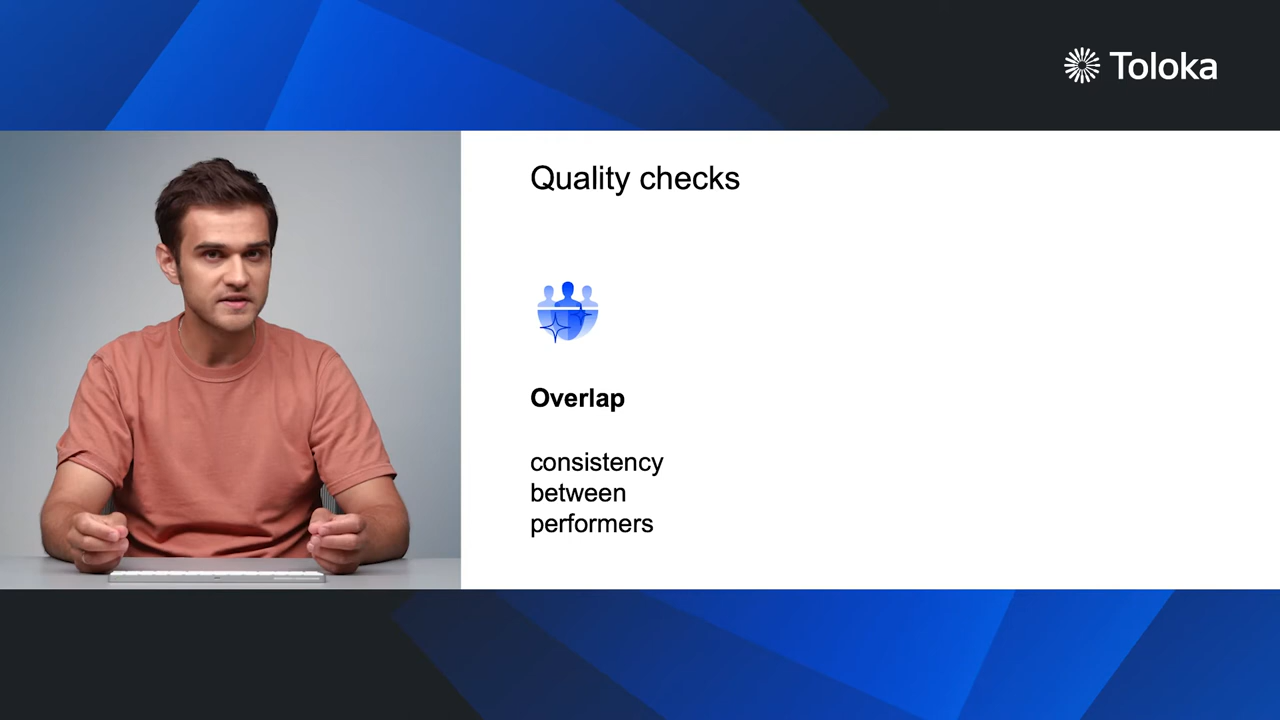 Toloka
Quality checks
Overlap
consistency
between
performers